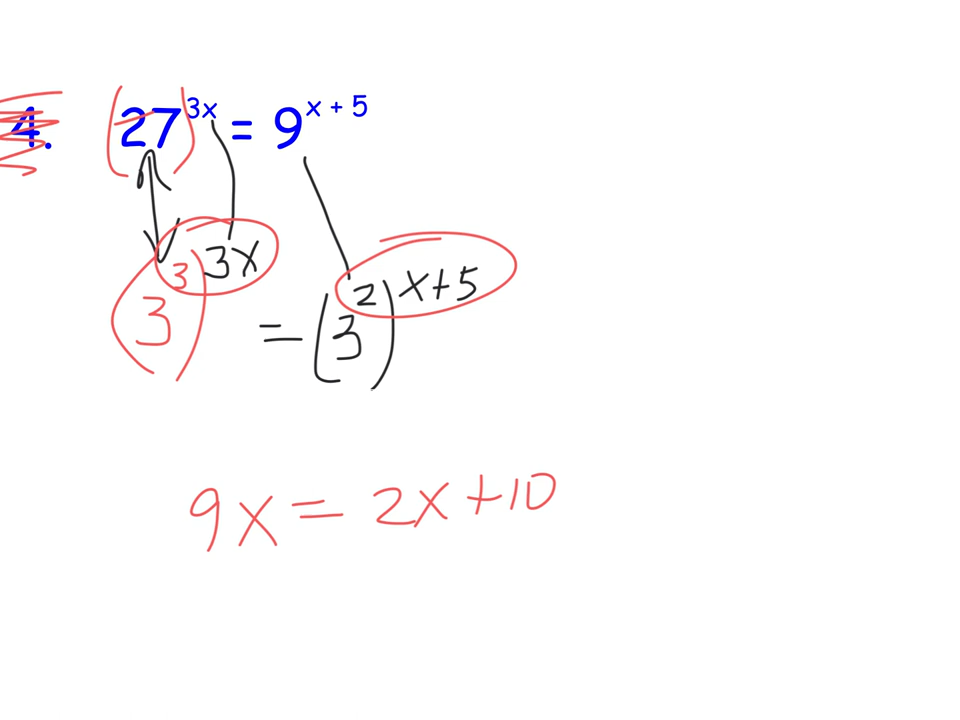 4. (27)^{3x} = 9^{x + 5}
(3^3)^{3x} = (3^2)^{x+5}
9x = 2x+10